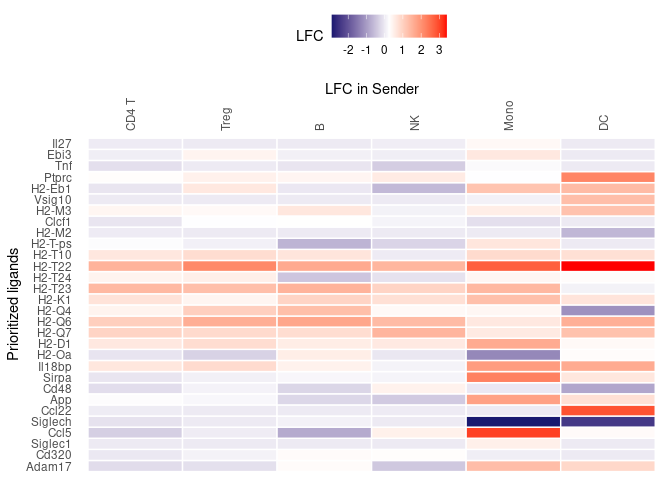 LFC
-2 -1 0 1 2 3
LFC in Sender
CD4 T
Treg
B
NK
Mono
DC
Prioritized ligands
Il27
Ebi3
Tnf
Ptprc
H2-Eb1
Vsig10
H2-M3
Clcf1
H2-M2
H2-T-ps
H2-T10
H2-T22
H2-T24
H2-T23
H2-K1
H2-Q4
H2-Q6
H2-Q7
H2-D1
H2-Oa
Il18bp
Sirpa
Cd48
App
Ccl22
Siglech
Ccl5
Siglec1
Cd320
Adam17